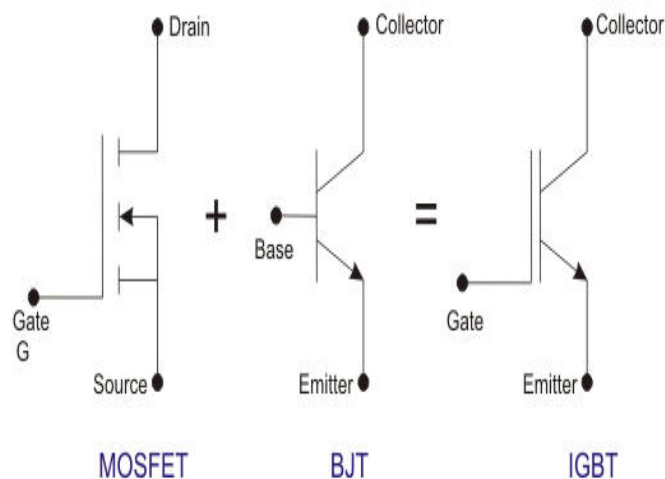 Drain
Collector
Collector
+
=
Base
Gate
G
Gate
Source
Emitter
Emitter
MOSFET
BJT
IGBT